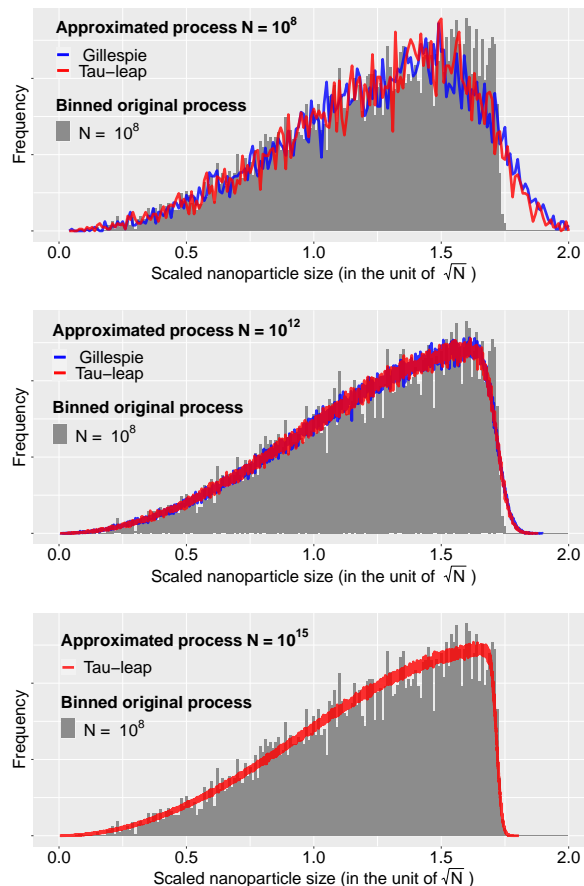 Approximated process N = 10^8
Gillespie
Tau−leap
Binned original process
N = 10^8
Frequency
0.0 0.5 1.0 1.5 2.0
Scaled nanoparticle size (in the unit of √N )
Approximated process N = 10^12
Gillespie
Tau−leap
Binned original process
N = 10^8
Frequency
0.0 0.5 1.0 1.5 2.0
Scaled nanoparticle size (in the unit of √N )
Approximated process N = 10^15
Tau−leap
Binned original process
N = 10^8
Frequency
0.0 0.5 1.0 1.5 2.0
Scaled nanoparticle size (in the unit of √N )